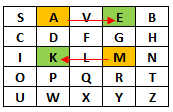 S A V E B
C D F G H
I K L M N
O P Q R T
U W X Y Z